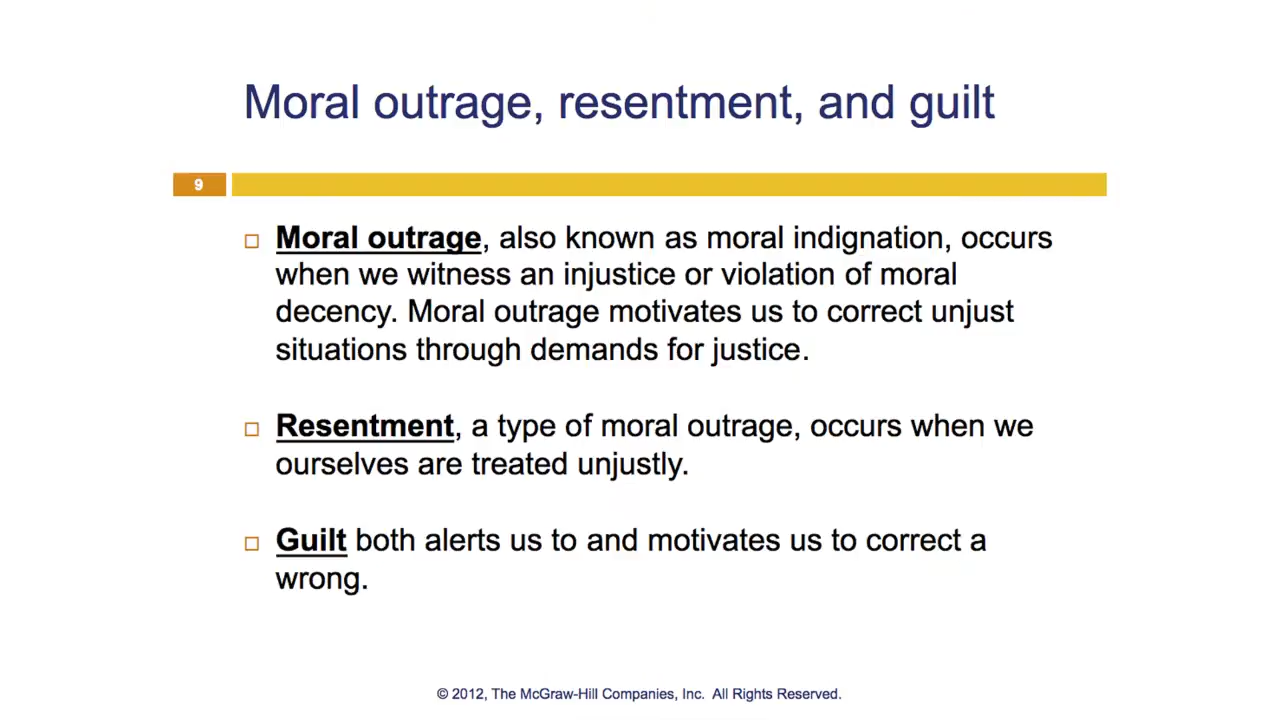 Moral outrage, resentment, and guilt
9
Moral outrage, also known as moral indignation, occurs
when we witness an injustice or violation of moral
decency. Moral outrage motivates us to correct unjust
situations through demands for justice.
Resentment, a type of moral outrage, occurs when we
ourselves are treated unjustly.
Guilt both alerts us to and motivates us to correct a
wrong.
© 2012, The McGraw-Hill Companies, Inc. All Rights Reserved.